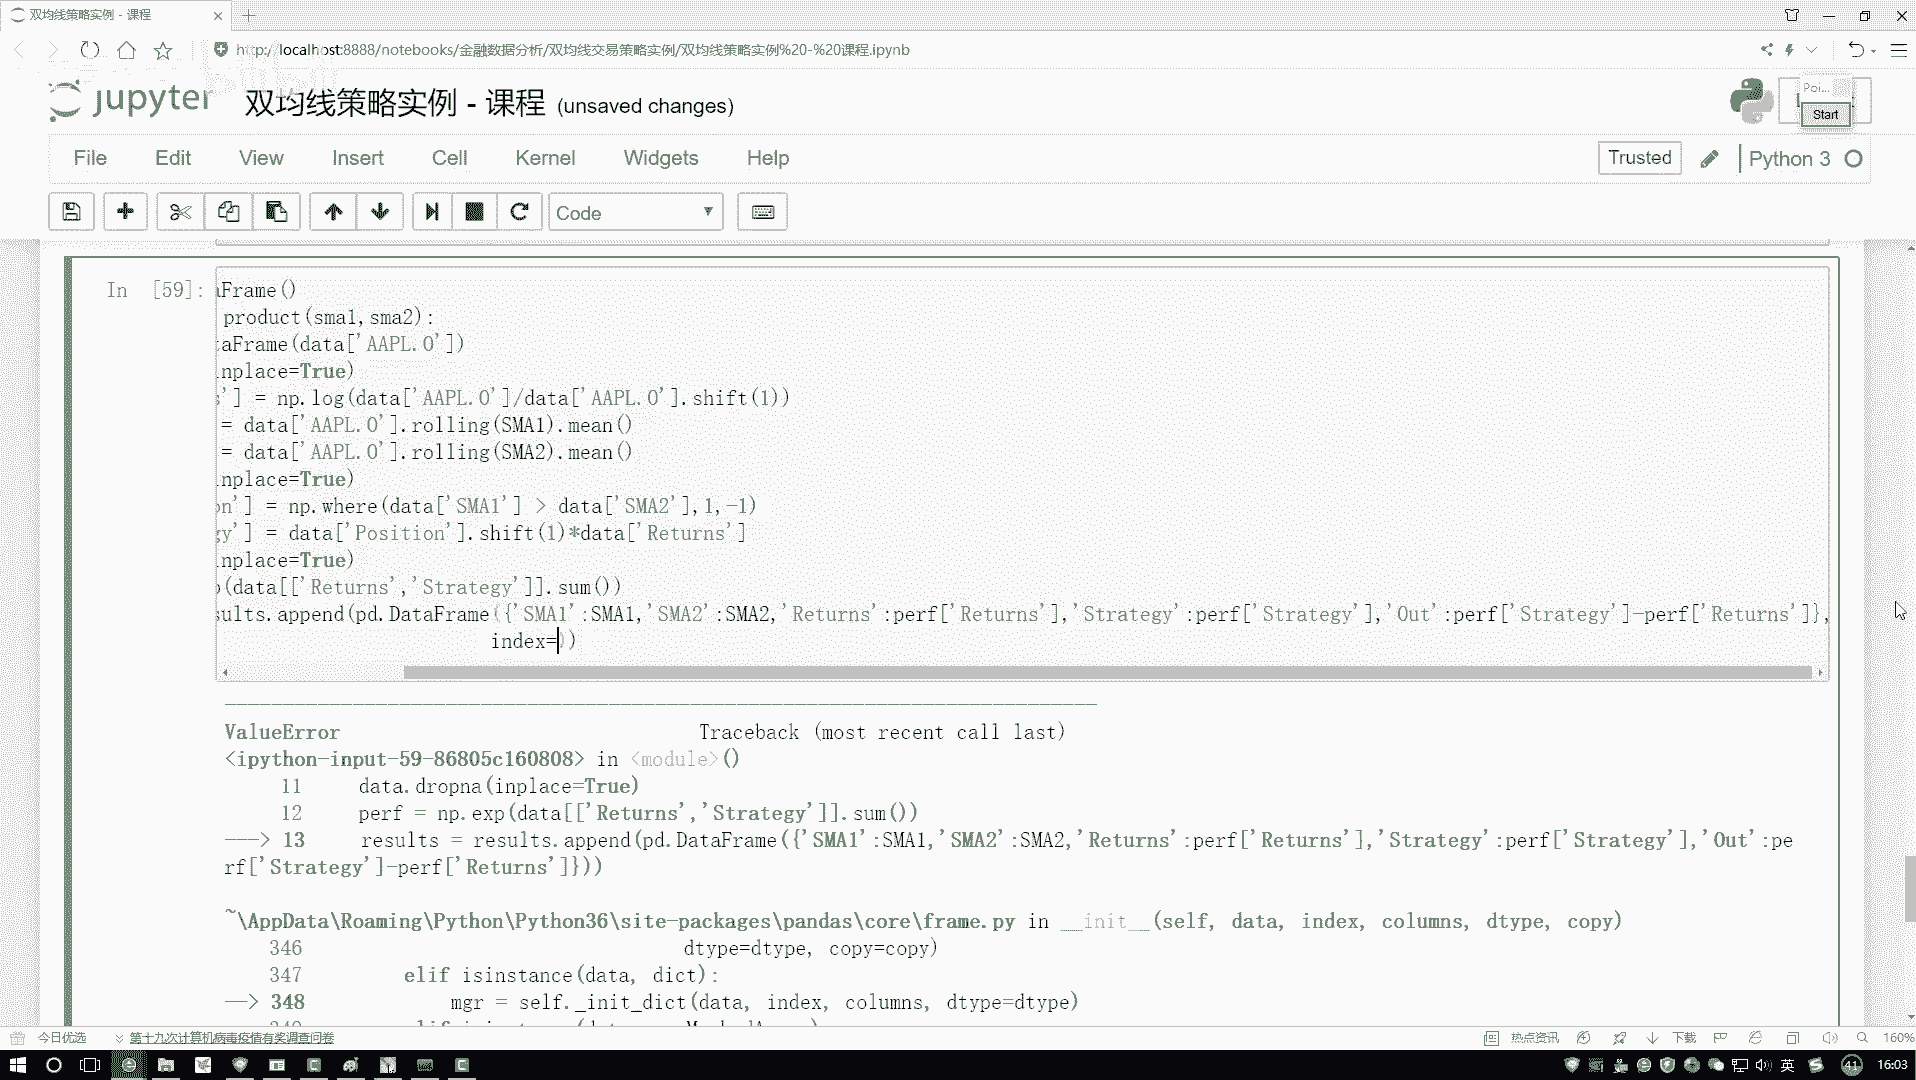 双均线策略实例 - 课程
http://localhost:8888/notebooks/金融数据分析/双均线交易策略实例/双均线策略实例%20-%20课程.ipynb
jupyter 双均线策略实例 - 课程 (unsaved changes)
Poi...
Start
File Edit View Insert Cell Kernel Widgets Help
Trusted
Python 3
Code
In [59]:
aFrame()
product(sma1,sma2):
taFrame(data['AAPL.O'])
inplace=True)
s'] = np.log(data['AAPL.O']/data['AAPL.O'].shift(1))
= data['AAPL.O'].rolling(SMA1).mean()
= data['AAPL.O'].rolling(SMA2).mean()
inplace=True)
on'] = np.where(data['SMA1'] > data['SMA2'],1,-1)
gy'] = data['Position'].shift(1)*data['Returns']
inplace=True)
p(data[['Returns','Strategy']].sum())
sults.append(pd.DataFrame({'SMA1':SMA1,'SMA2':SMA2,'Returns':perf['Returns'],'Strategy':perf['Strategy'],'Out':perf['Strategy']-perf['Returns']},
index=))
ValueError Traceback (most recent call last)
<ipython-input-59-86805c160808> in <module>()
11 data.dropna(inplace=True)
12 perf = np.exp(data[['Returns','Strategy']].sum())
---> 13 results = results.append(pd.DataFrame({'SMA1':SMA1,'SMA2':SMA2,'Returns':perf['Returns'],'Strategy':perf['Strategy'],'Out':pe
rf['Strategy']-perf['Returns']}))
~\AppData\Roaming\Python\Python36\site-packages\pandas\core\frame.py in __init__(self, data, index, columns, dtype, copy)
346 dtype=dtype, copy=copy)
347 elif isinstance(data, dict):
--> 348 mgr = self._init_dict(data, index, columns, dtype=dtype)
今日优选
第十九次计算机病毒疫情有奖调查问卷
热点资讯
下载
160%
英
41
16:03